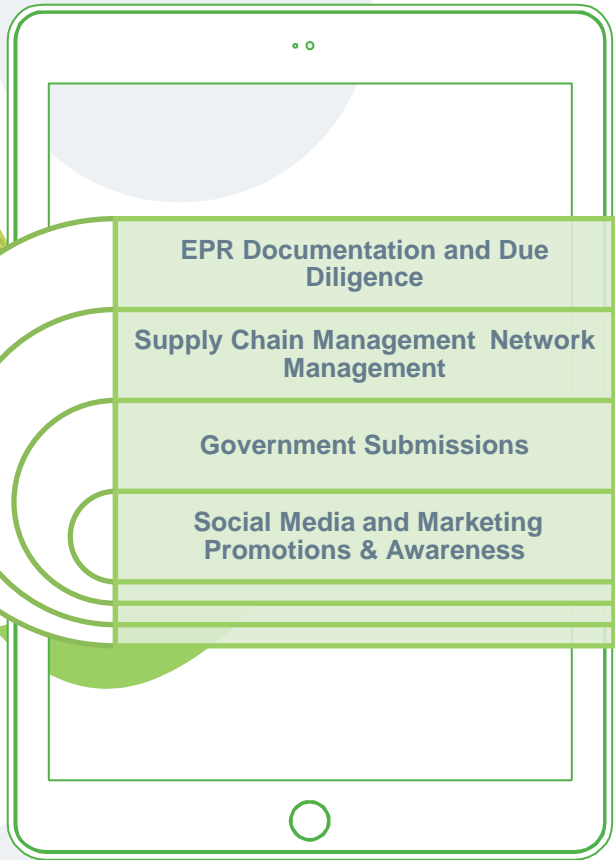 EPR Documentation and Due
Diligence
Supply Chain Management Network
Management
Government Submissions
Social Media and Marketing
Promotions & Awareness